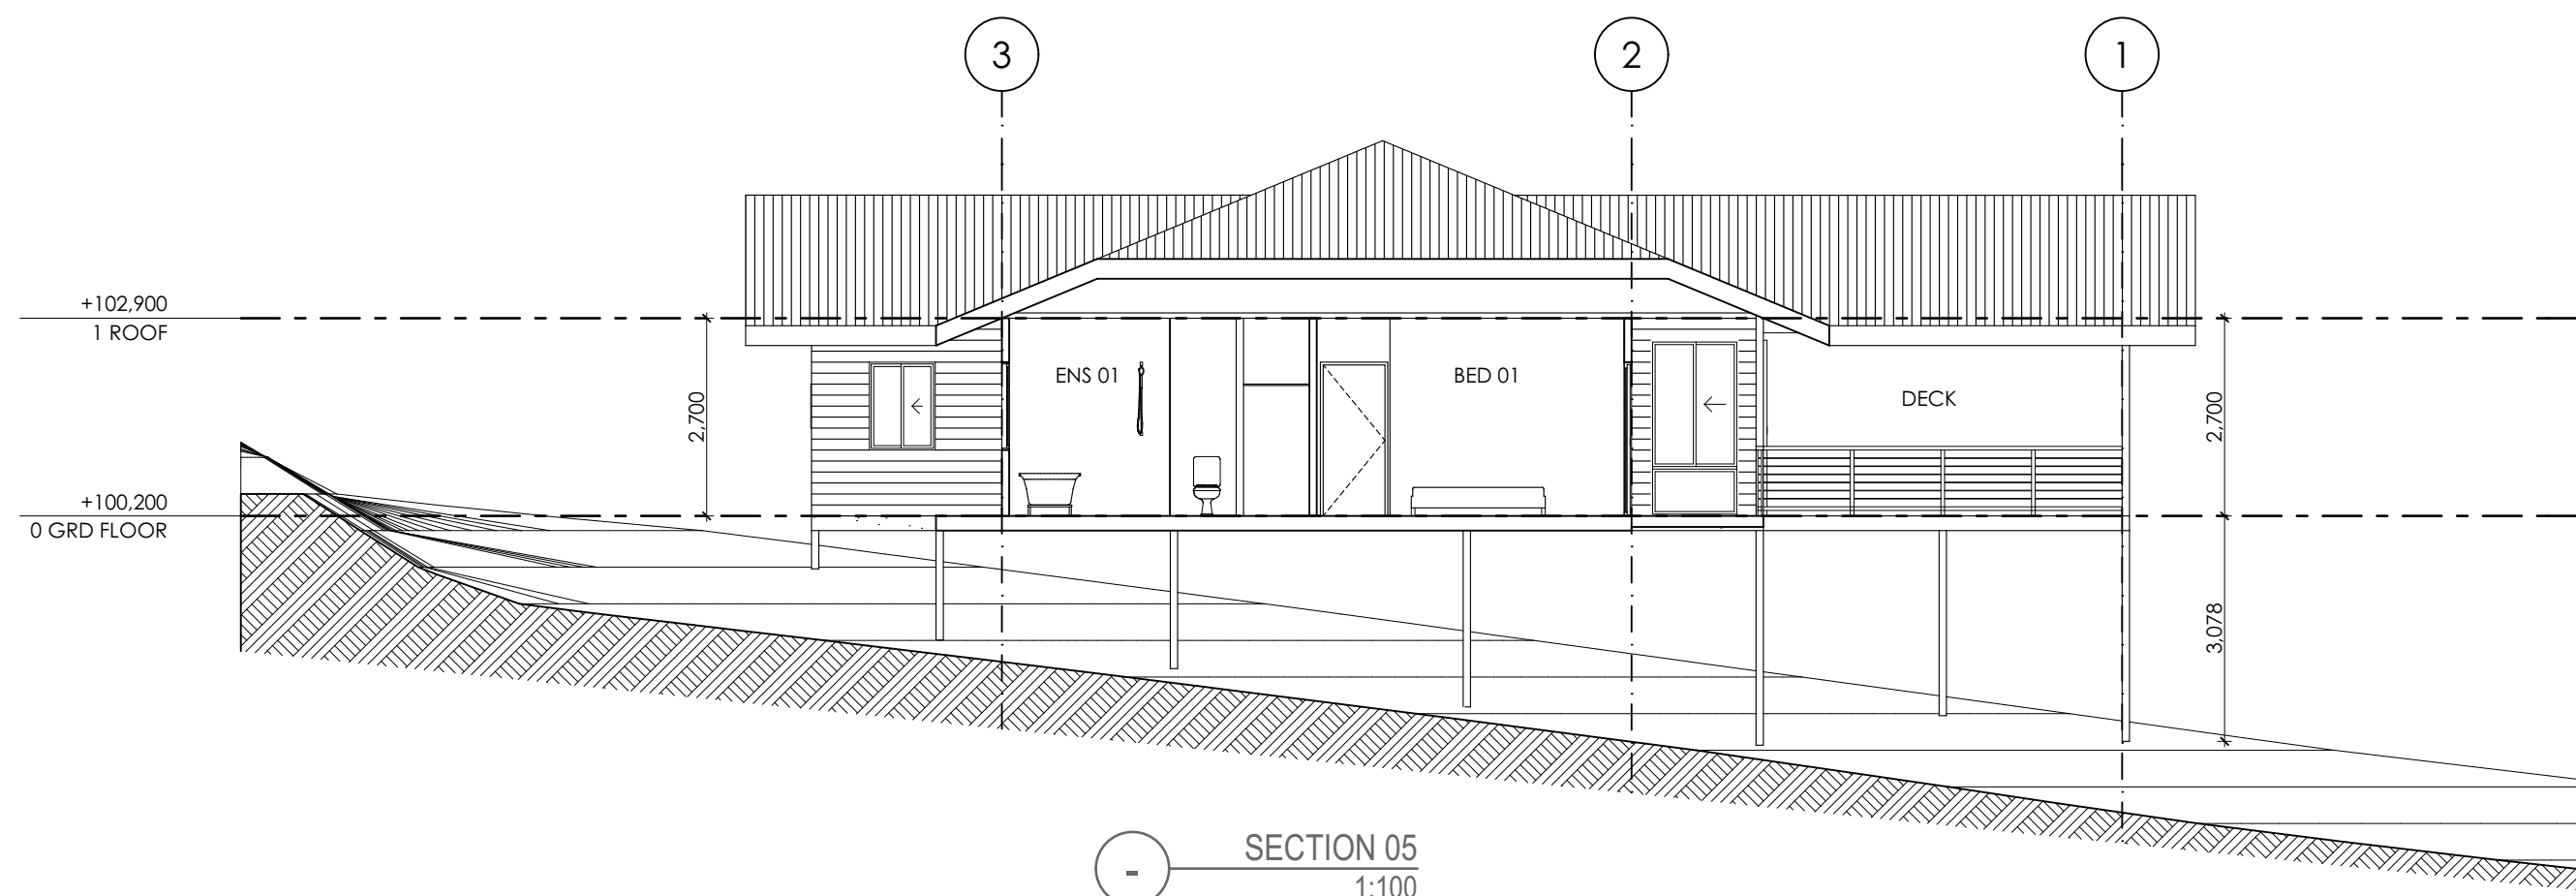 3
2
1
+102,900
1 ROOF
ENS 01
BED 01
DECK
2,700
2,700
+100,200
0 GRD FLOOR
3,078
-
SECTION 05
1:100